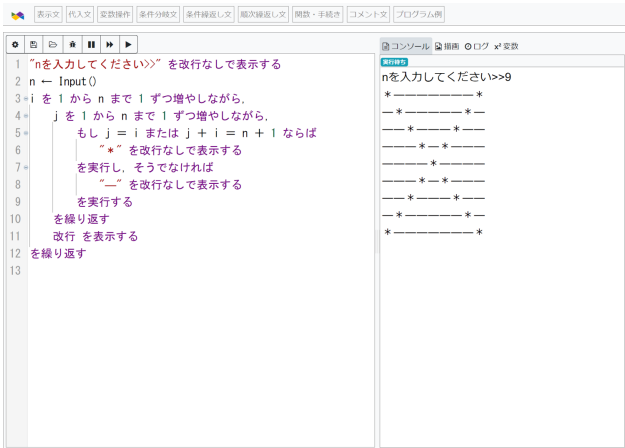 表示文 代入文 変数操作 条件分岐文 条件繰返し文 順次繰返し文 関数・手続き コメント文 プログラム例
1 "nを入力してください>>" を改行なしで表示する
2 n ← Input()
3 i を 1 から n まで 1 ずつ増やしながら,
4 j を 1 から n まで 1 ずつ増やしながら,
5 もし j = i または j + i = n + 1 ならば
6 "＊" を改行なしで表示する
7 を実行し, そうでなければ
8 "―" を改行なしで表示する
9 を実行する
10 を繰り返す
11 改行 を表示する
12 を繰り返す
13
コンソール 描画 ログ x² 変数
実行待ち
nを入力してください>>9
＊―――――――＊
―＊―――――＊―
――＊―――＊――
―――＊―＊―――
――――＊――――
―――＊―＊―――
――＊―――＊――
―＊―――――＊―
＊―――――――＊